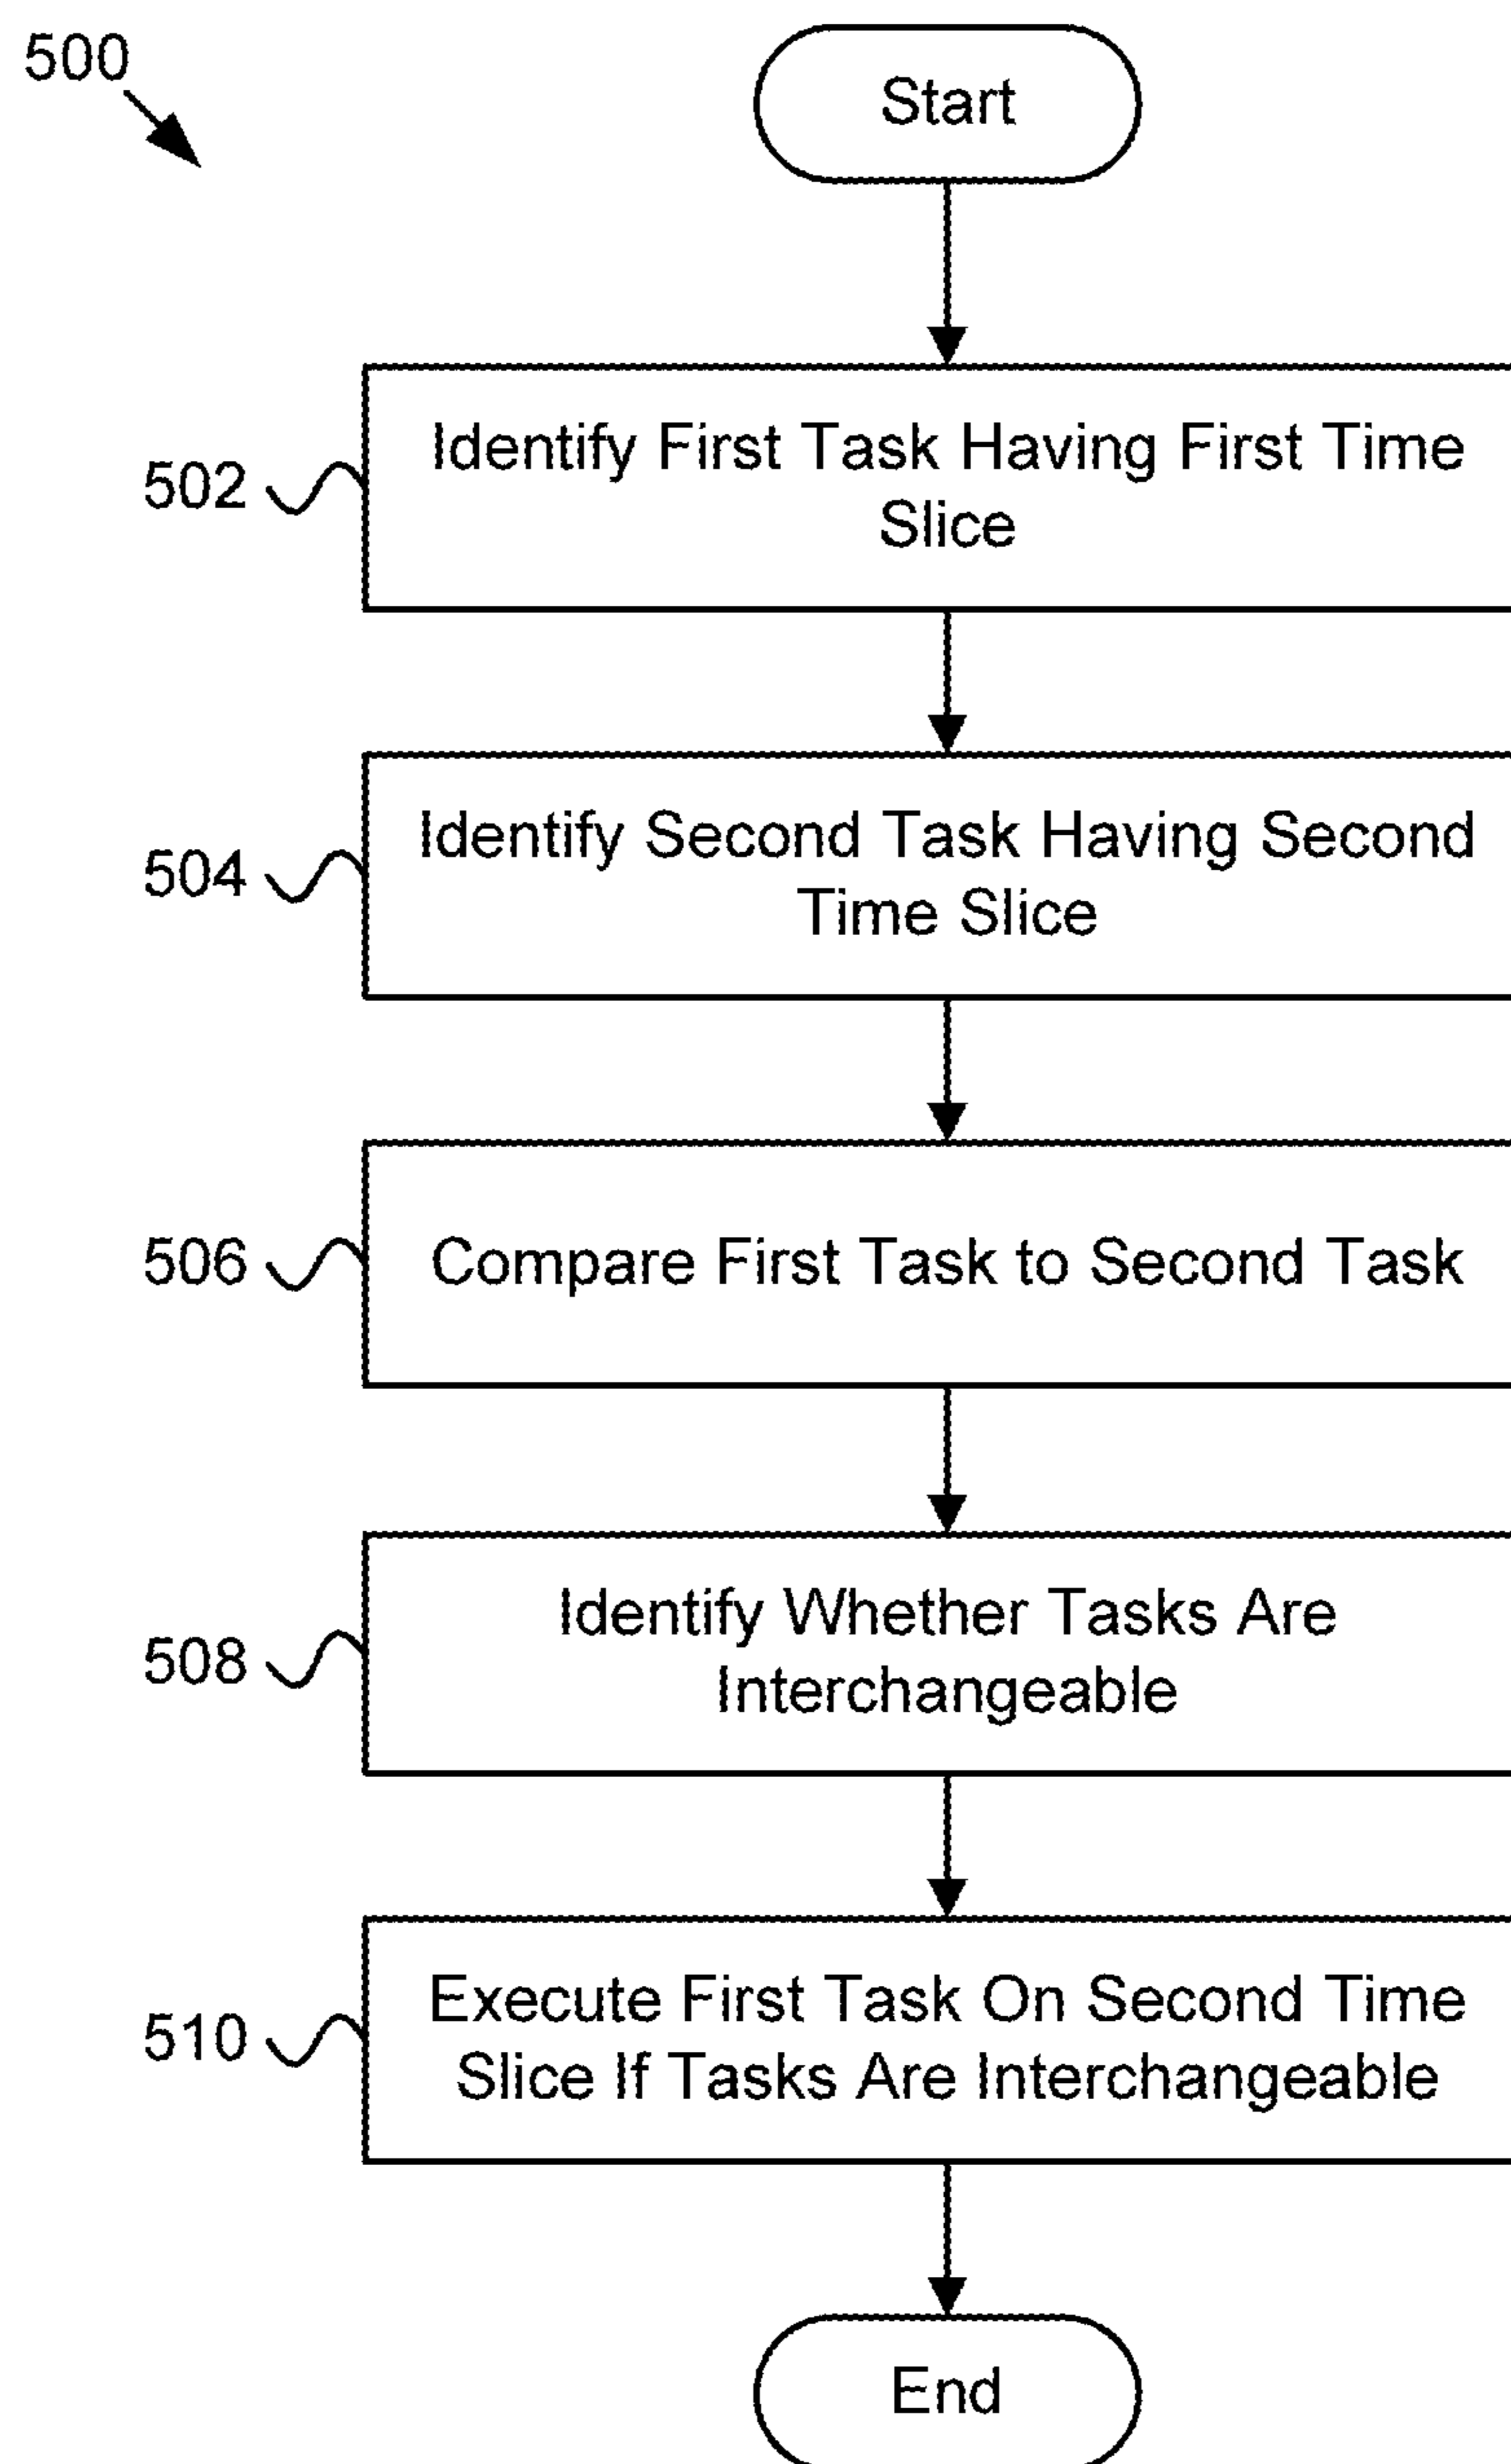 500
Start
502
Identify First Task Having First Time
Slice
504
Identify Second Task Having Second
Time Slice
506
Compare First Task to Second Task
508
Identify Whether Tasks Are
Interchangeable
510
Execute First Task On Second Time
Slice If Tasks Are Interchangeable
End